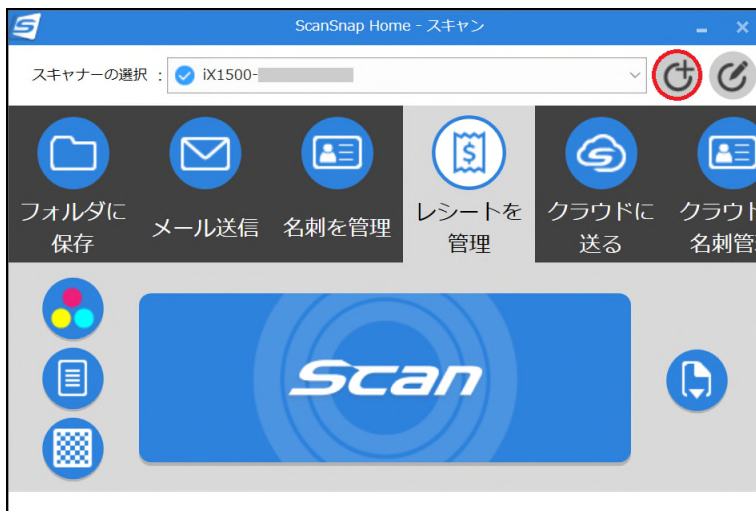 ScanSnap Home - スキャン
スキャナーの選択 :
iX1500-
フォルダに
保存
メール送信
名刺を管理
レシートを
管理
クラウドに
送る
クラウド
名刺管
Scan